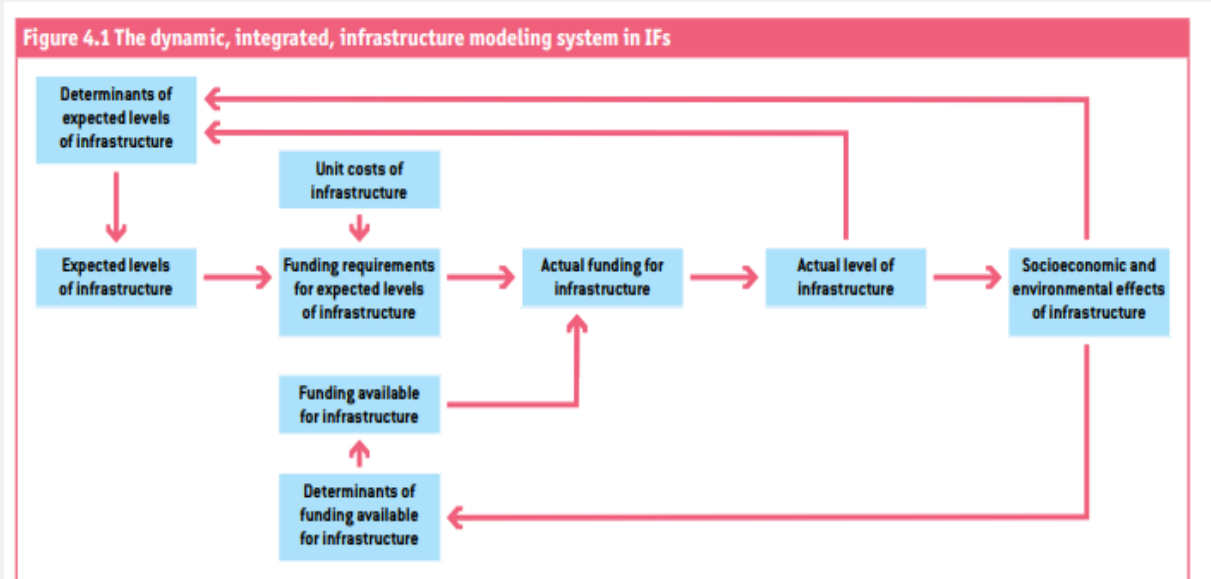 Figure 4.1 The dynamic, integrated, infrastructure modeling system in IFs
Determinants of
expected levels
of infrastructure
Unit costs of
infrastructure
Expected levels
of infrastructure
Funding requirements
for expected levels
of infrastructure
Actual funding for
infrastructure
Actual level of
infrastructure
Socioeconomic and
environmental effects
of infrastructure
Funding available
for infrastructure
Determinants of
funding available
for infrastructure